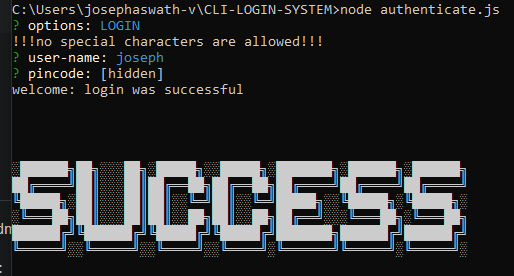 C:\Users\josephaswath-v\CLI-LOGIN-SYSTEM>node authenticate.js
? options: LOGIN
!!!no special characters are allowed!!!
? user-name: joseph
? pincode: [hidden]
welcome: login was successful
SUCCESS